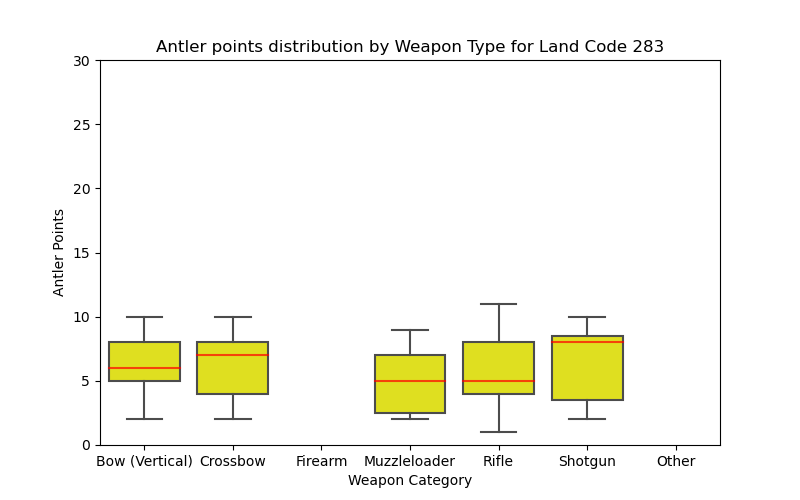 Antler points distribution by Weapon Type for Land Code 283
Antler Points
30
25
20
15
10
5
0
Bow (Vertical) Crossbow Firearm Muzzleloader Rifle Shotgun Other
Weapon Category